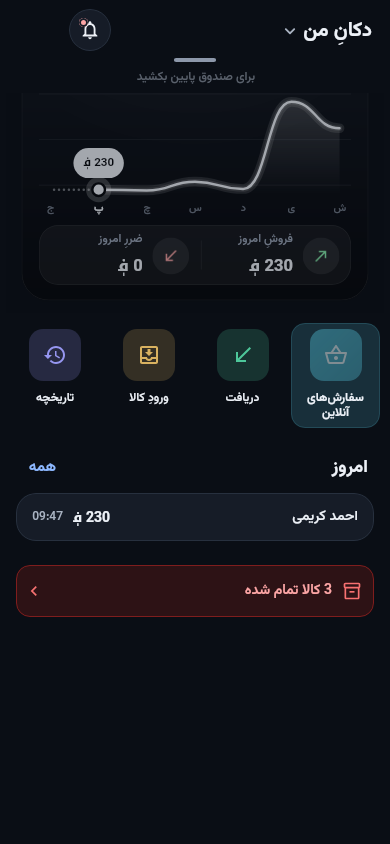 دکانِ من
برای صندوق پایین بکشید
230 ؋
ش ی د س چ پ ج
فروش امروز
230 ؋
ضرر امروز
0 ؋
سفارش‌های
آنلاین
دریافت
ورود کالا
تاریخچه
امروز
همه
احمد کریمی
230 ؋
09:47
3 کالا تمام شده